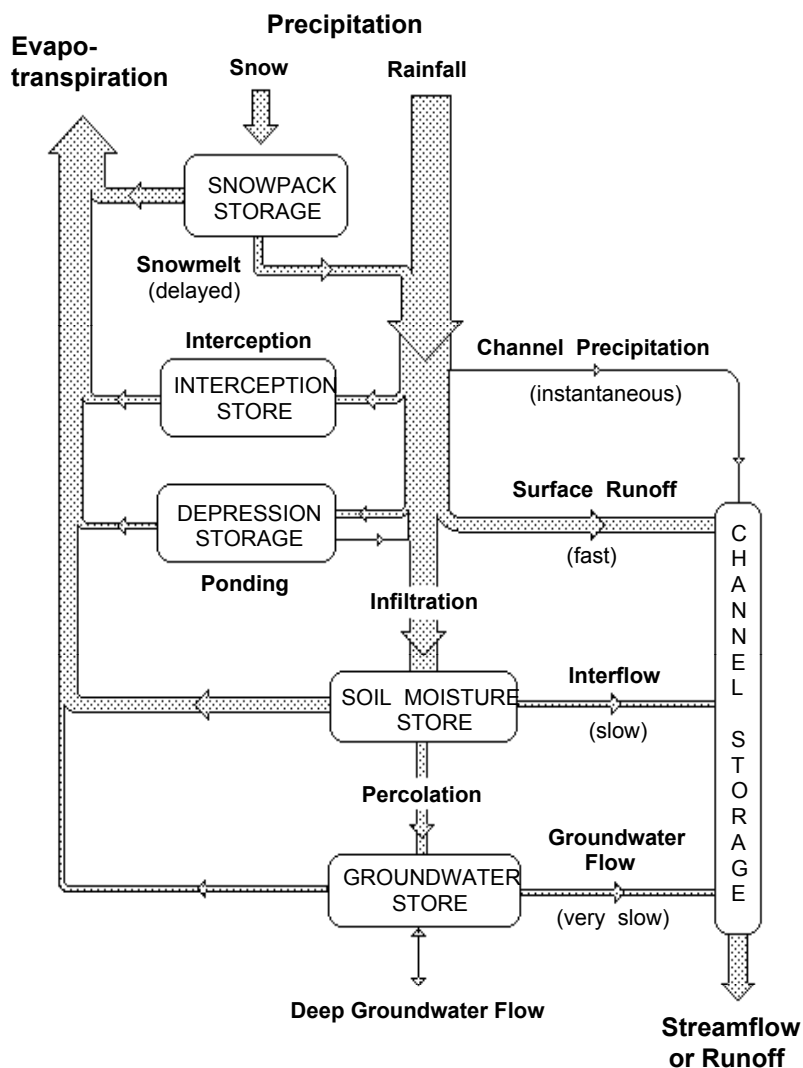 Precipitation
Evapo-
transpiration
Snow
Rainfall
SNOWPACK
STORAGE
Snowmelt
(delayed)
Interception
INTERCEPTION
STORE
Channel Precipitation
(instantaneous)
DEPRESSION
STORAGE
Ponding
Surface Runoff
(fast)
Infiltration
SOIL MOISTURE
STORE
Interflow
(slow)
Percolation
GROUNDWATER
STORE
Groundwater
Flow
(very slow)
CHANNEL STORAGE
Deep Groundwater Flow
Streamflow
or Runoff